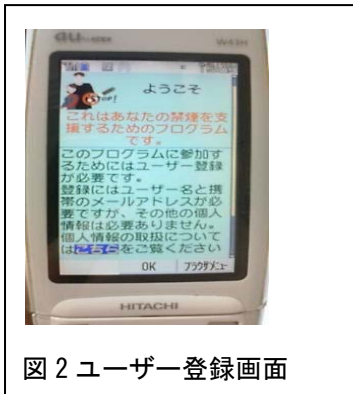 au
W41H
STOP!
ようこそ
これはあなたの禁煙を支
援するためのプログラム
です。
このプログラムに参加す
るためにはユーザー登録
が必要です。
登録にはユーザー名と携
帯のメールアドレスが必
要ですが、その他の個人
情報は必要ありません。
個人情報の取扱について
はこちらをご覧ください
OK ブラウザメニュー
HITACHI
図2 ユーザー登録画面